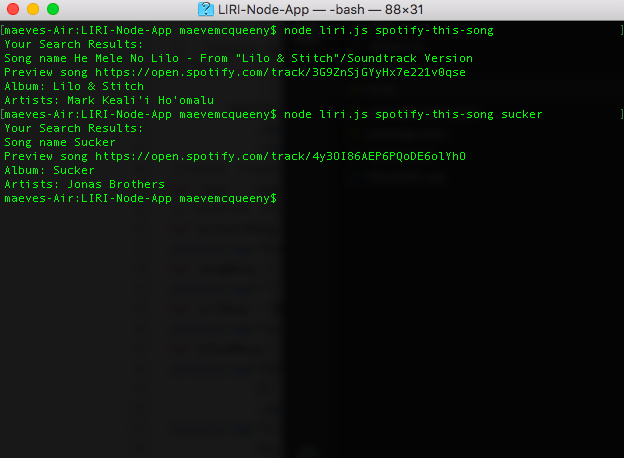 LIRI-Node-App — -bash — 88×31
[maeves-Air:LIRI-Node-App maevemcqueeny$ node liri.js spotify-this-song ]
Your Search Results:
Song name He Mele No Lilo - From "Lilo & Stitch"/Soundtrack Version
Preview song https://open.spotify.com/track/3G9ZnSjGYyHx7e221v0qse
Album: Lilo & Stitch
Artists: Mark Keali'i Ho'omalu
[maeves-Air:LIRI-Node-App maevemcqueeny$ node liri.js spotify-this-song sucker ]
Your Search Results:
Song name Sucker
Preview song https://open.spotify.com/track/4y3OI86AEP6PQoDE6olYhO
Album: Sucker
Artists: Jonas Brothers
maeves-Air:LIRI-Node-App maevemcqueeny$